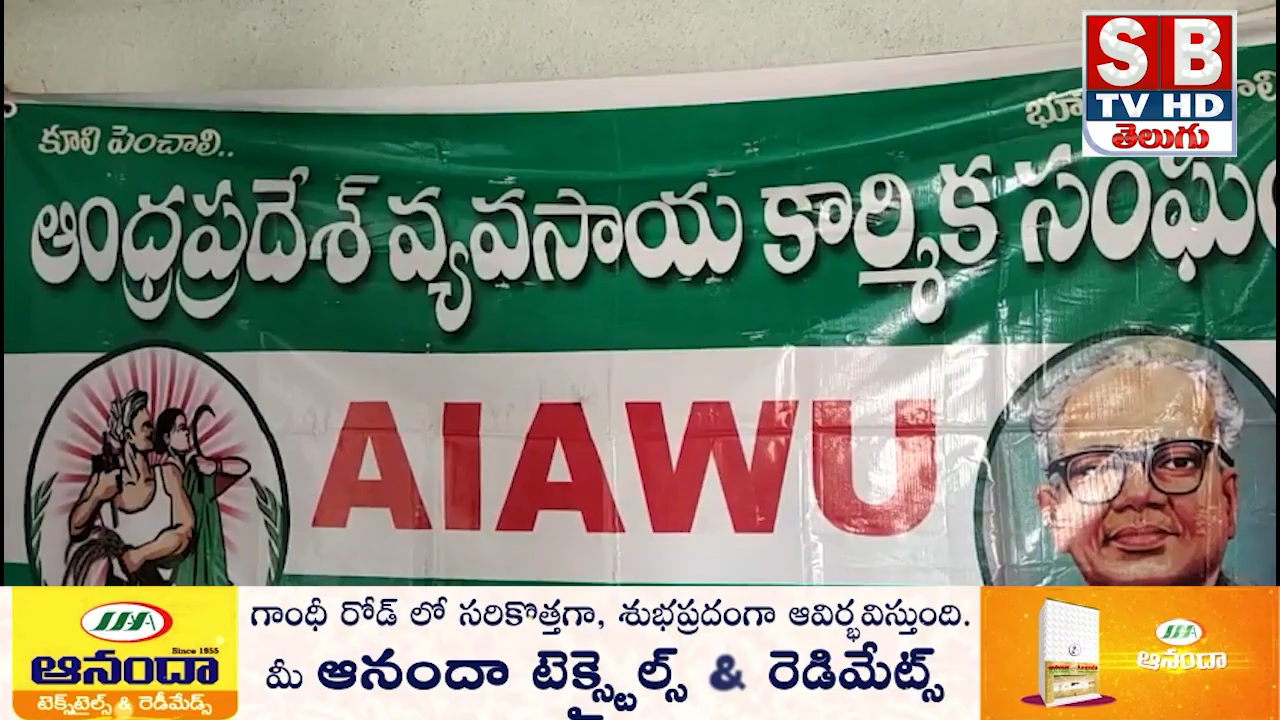 SB
TV HD
తెలుగు
కూలి పెంచాలి..
ఆంధ్రప్రదేశ్ వ్యవసాయ కార్మిక సంఘం
AIAWU
Since 1955
ఆనందా
టెక్స్‌టైల్స్ & రెడీమేడ్స్
గాంధీ రోడ్ లో సరికొత్తగా, శుభప్రదంగా ఆవిర్భవిస్తుంది.
మీ ఆనందా టెక్స్టైల్స్ & రెడిమేట్స్
ఆనందా